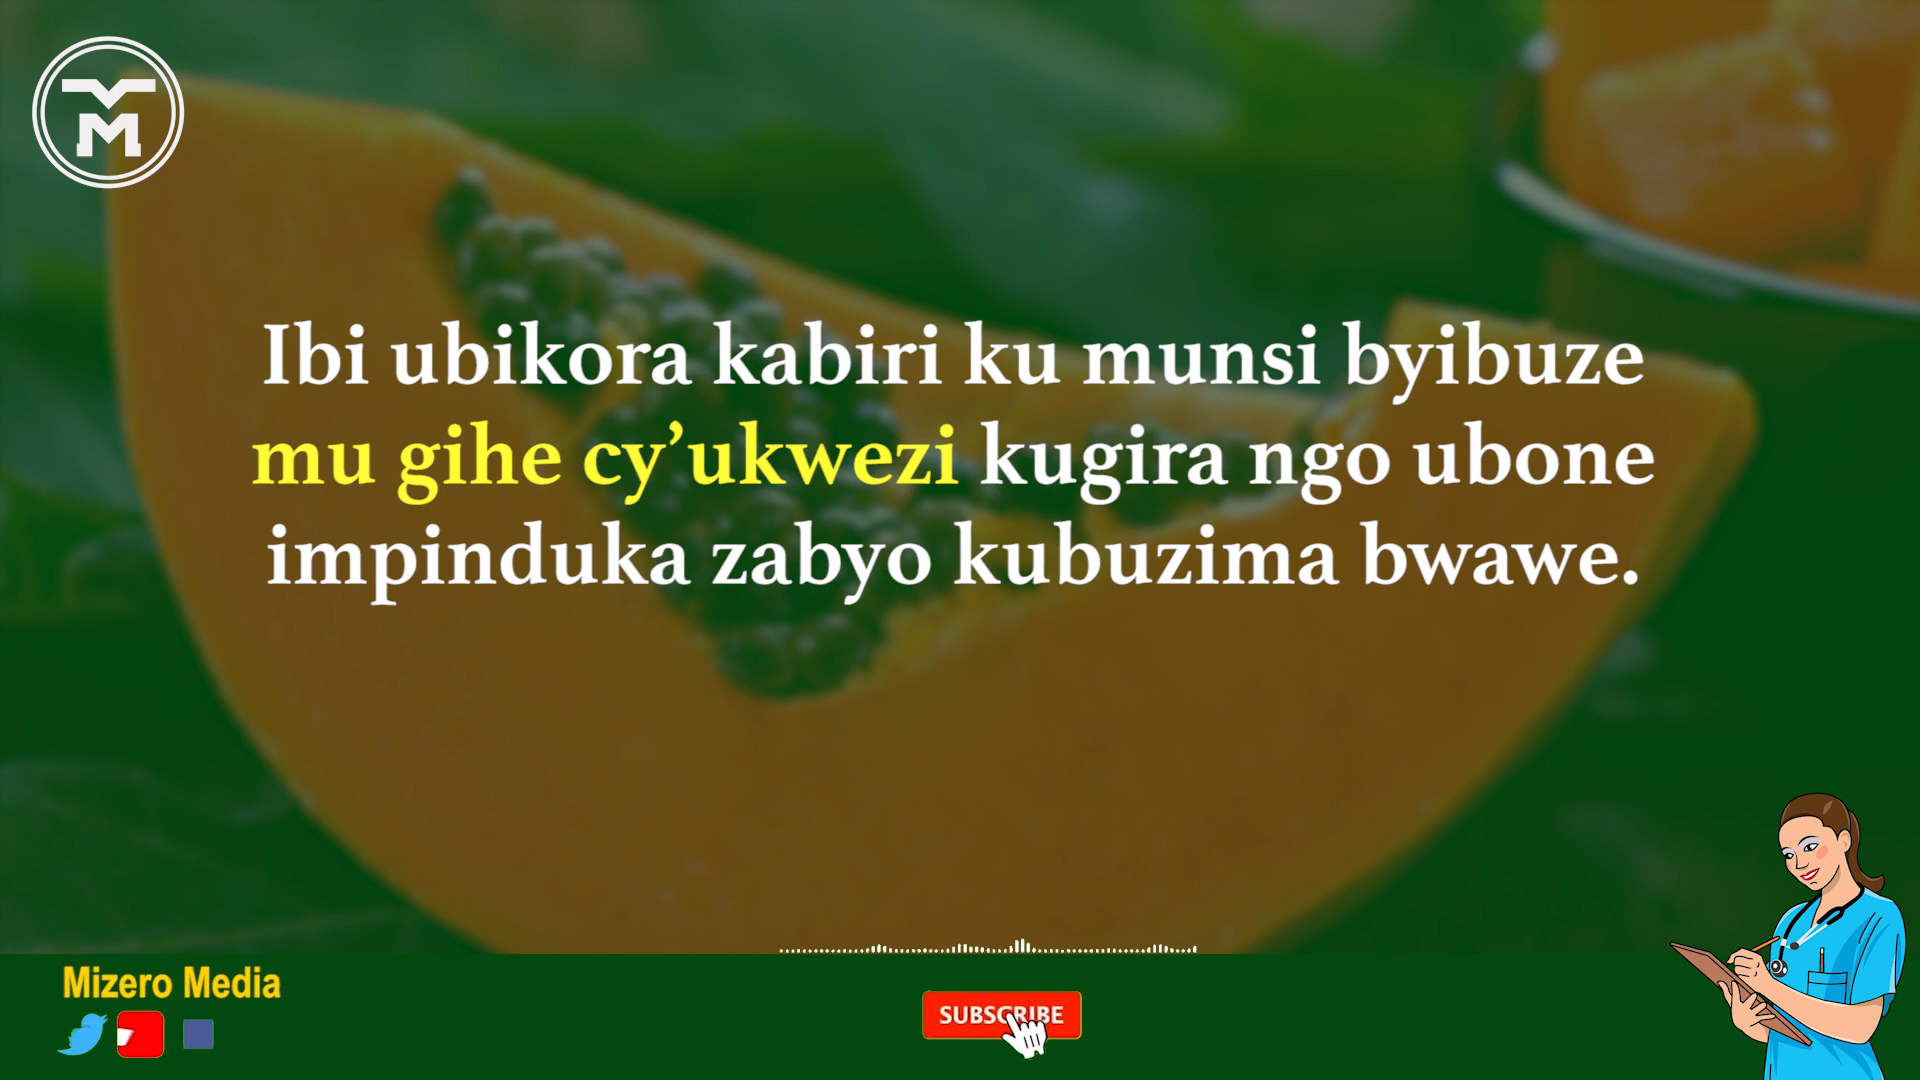 Ibi ubikora kabiri ku munsi byibuze
mu gihe cy’ukwezi kugira ngo ubone
impinduka zabyo kubuzima bwawe.
Mizero Media
SUBSCRIBE